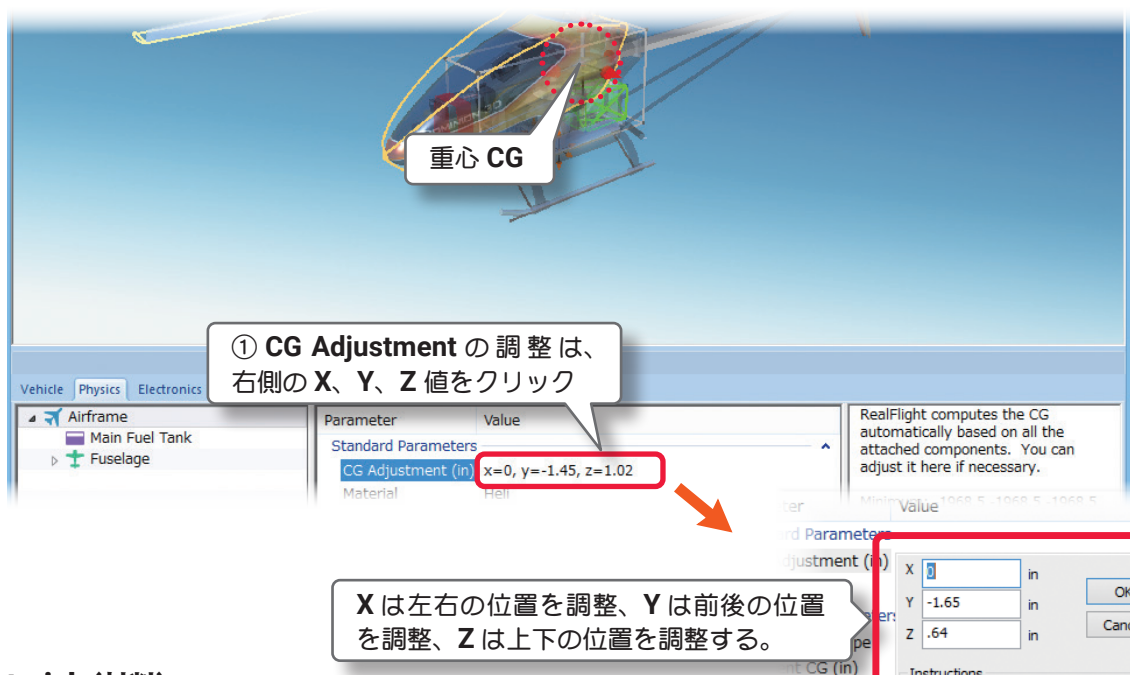 重心 CG
① CG Adjustment の調整は、
右側の X、Y、Z 値をクリック
Vehicle Physics Electronics
Airframe
Main Fuel Tank
Fuselage
Parameter Value
Standard Parameters
CG Adjustment (in) x=0, y=-1.45, z=1.02
Material Heli
RealFlight computes the CG
automatically based on all the
attached components. You can
adjust it here if necessary.
Value
X 0 in
Y -1.65 in
Z .64 in
X は左右の位置を調整、Y は前後の位置
を調整、Z は上下の位置を調整する。
nt CG (in)
Instructions